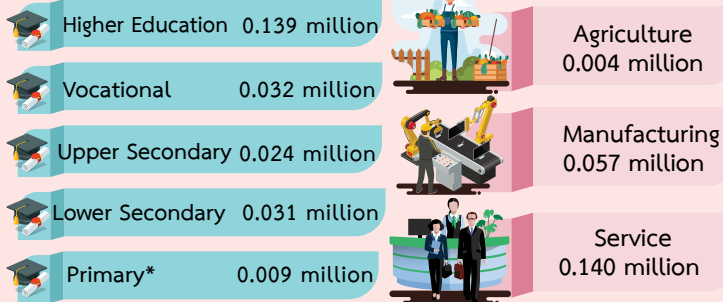 Higher Education 0.139 million
Vocational 0.032 million
Upper Secondary 0.024 million
Lower Secondary 0.031 million
Primary* 0.009 million
Agriculture
0.004 million
Manufacturing
0.057 million
Service
0.140 million